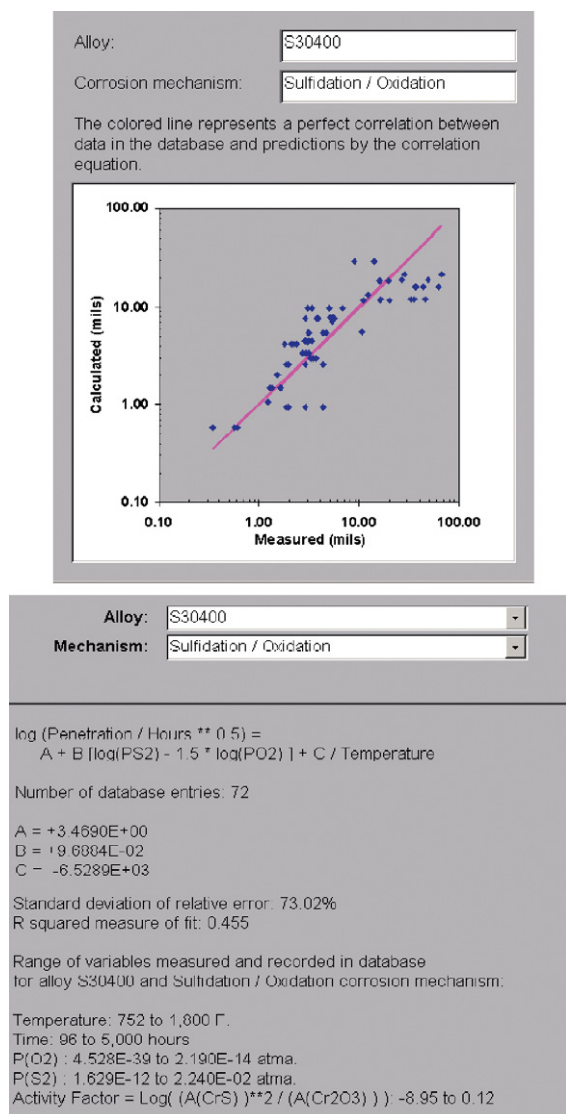 Alloy: S30400
Corrosion mechanism: Sulfidation / Oxidation
The colored line represents a perfect correlation between
data in the database and predictions by the correlation
equation.
100.00
10.00
1.00
0.10
Calculated (mils)
0.10 1.00 10.00 100.00
Measured (mils)
Alloy: S30400
Mechanism: Sulfidation / Oxidation
log (Penetration / Hours ** 0.5) =
A + B [log(PS2) - 1.5 * log(PO2) ] + C / Temperature
Number of database entries: 72
A = +3.4690E+00
B = +9.6884E-02
C = -6.5289E+03
Standard deviation of relative error: 73.02%
R squared measure of fit: 0.455
Range of variables measured and recorded in database
for alloy S30400 and Sulfidation / Oxidation corrosion mechanism:
Temperature: 752 to 1,800 F.
Time: 96 to 5,000 hours
P(O2) : 4.528E-39 to 2.190E-14 atma.
P(S2) : 1.629E-12 to 2.240E-02 atma.
Activity Factor = Log( (A(CrS) )**2 / (A(Cr2O3) ) ): -8.95 to 0.12